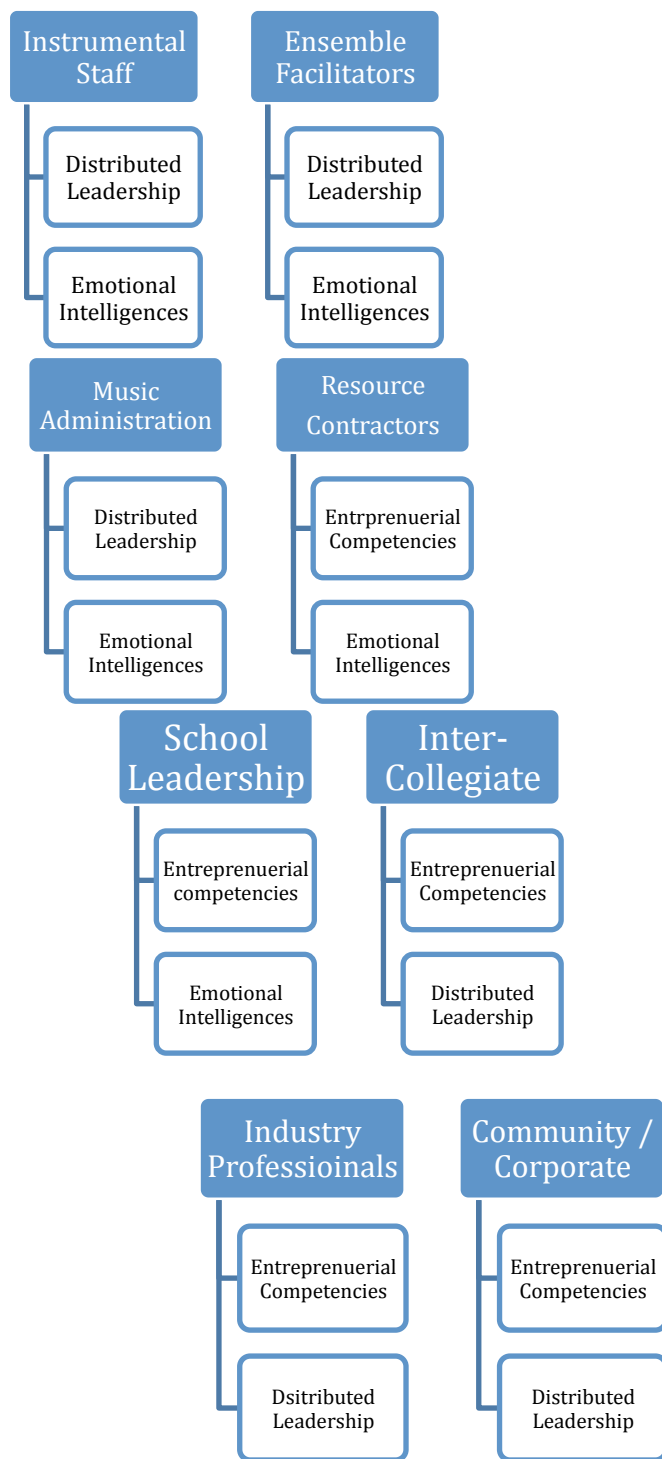 Instrumental
Staff
Distributed
Leadership
Emotional
Intelligences
Ensemble
Facilitators
Distributed
Leadership
Emotional
Intelligences
Music
Administration
Distributed
Leadership
Emotional
Intelligences
Resource
Contractors
Entrprenuerial
Competencies
Emotional
Intelligences
School
Leadership
Entreprenuerial
competencies
Emotional
Intelligences
Inter-
Collegiate
Entreprenuerial
Competencies
Distributed
Leadership
Industry
Professioinals
Entreprenuerial
Competencies
Dsitributed
Leadership
Community /
Corporate
Entreprenuerial
Competencies
Distributed
Leadership